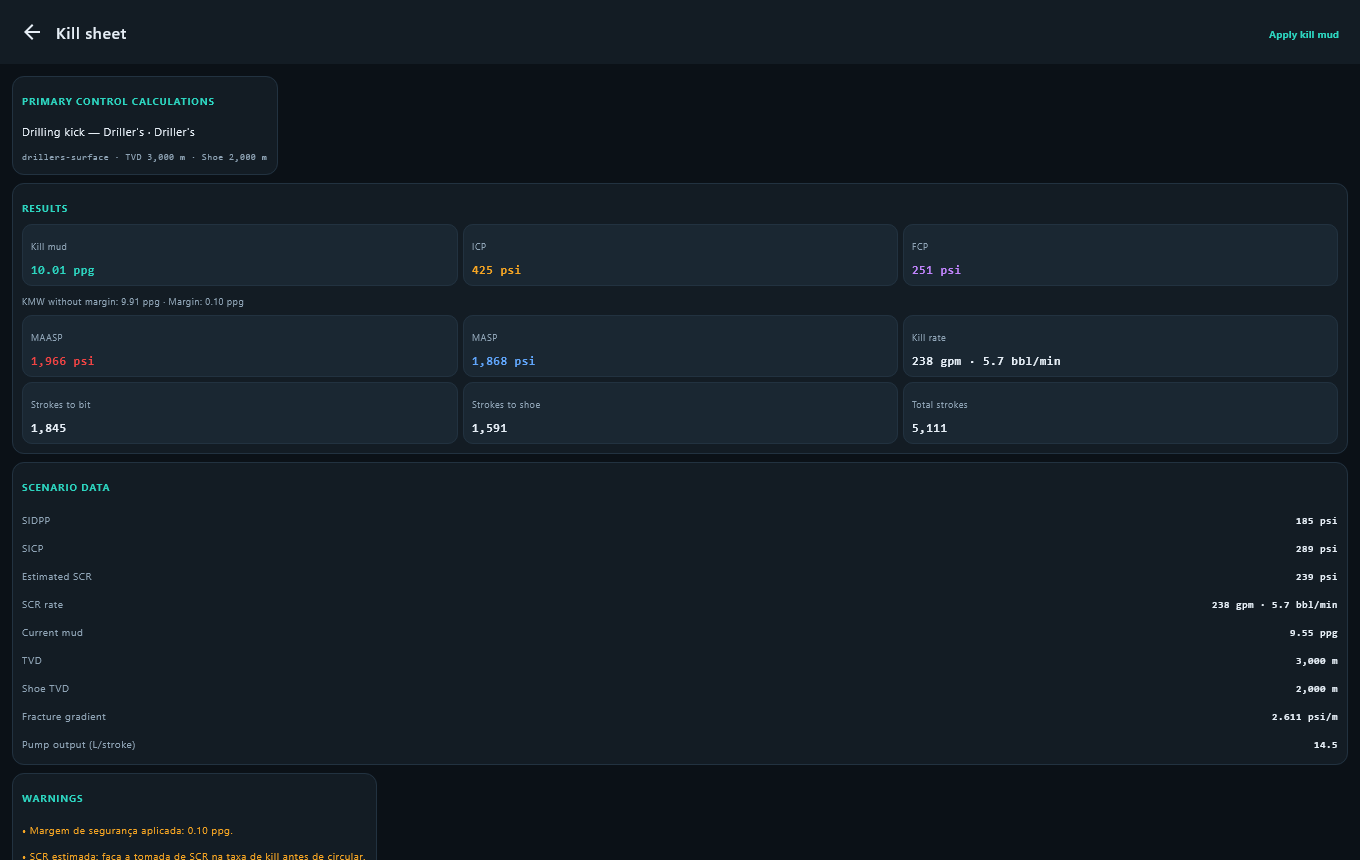 Kill sheet
Apply kill mud
PRIMARY CONTROL CALCULATIONS
Drilling kick — Driller's · Driller's
drillers-surface · TVD 3,000 m · Shoe 2,000 m
RESULTS
Kill mud
10.01 ppg
ICP
425 psi
FCP
251 psi
KMW without margin: 9.91 ppg · Margin: 0.10 ppg
MAASP
1,966 psi
MASP
1,868 psi
Kill rate
238 gpm · 5.7 bbl/min
Strokes to bit
1,845
Strokes to shoe
1,591
Total strokes
5,111
SCENARIO DATA
SIDPP 185 psi
SICP 289 psi
Estimated SCR 239 psi
SCR rate 238 gpm · 5.7 bbl/min
Current mud 9.55 ppg
TVD 3,000 m
Shoe TVD 2,000 m
Fracture gradient 2.611 psi/m
Pump output (L/stroke) 14.5
WARNINGS
• Margem de segurança aplicada: 0.10 ppg.
• SCR estimada: faça a tomada de SCR na taxa de kill antes de circular.